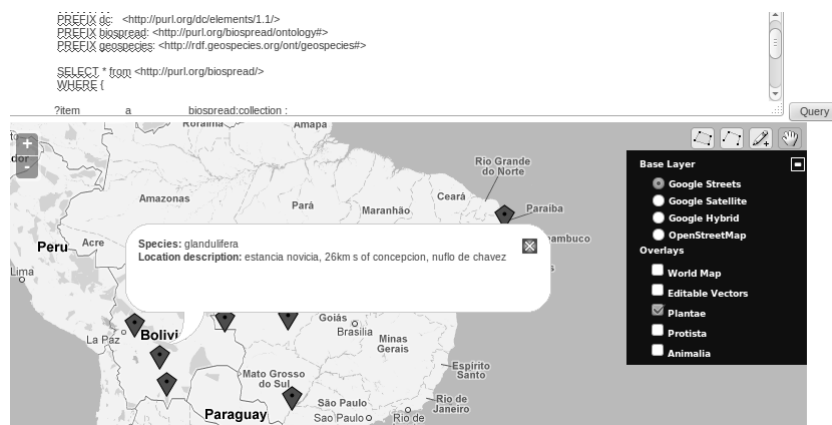 PREFIX dc: <http://purl.org/dc/elements/1.1/>
PREFIX biospread: <http://purl.org/biospread/ontology#>
PREFIX geospecies: <http://rdf.geospecies.org/ont/geospecies#>
SELECT * from <http://purl.org/biospread/>
WHERE {
?item a biospread:collection ;
Query
+
-
Roraima
Amapa
Rio Grande
do Norte
Amazonas
Pará
Maranhão
Ceará
Paraíba
Peru
Acre
Lima
Species: glandulifera
Location description: estancia novicia, 26km s of concepcion, nuflo de chavez
La Paz
Bolivi
Goiás
Brasilia
Minas
Gerais
Espírito
Santo
Mato Grosso
do Sul
São Paulo
Sao Paulo
Rio de
Janeiro
Rio de
Paraguay
Base Layer
Google Streets
Google Satellite
Google Hybrid
OpenStreetMap
Overlays
World Map
Editable Vectors
Plantae
Protista
Animalia